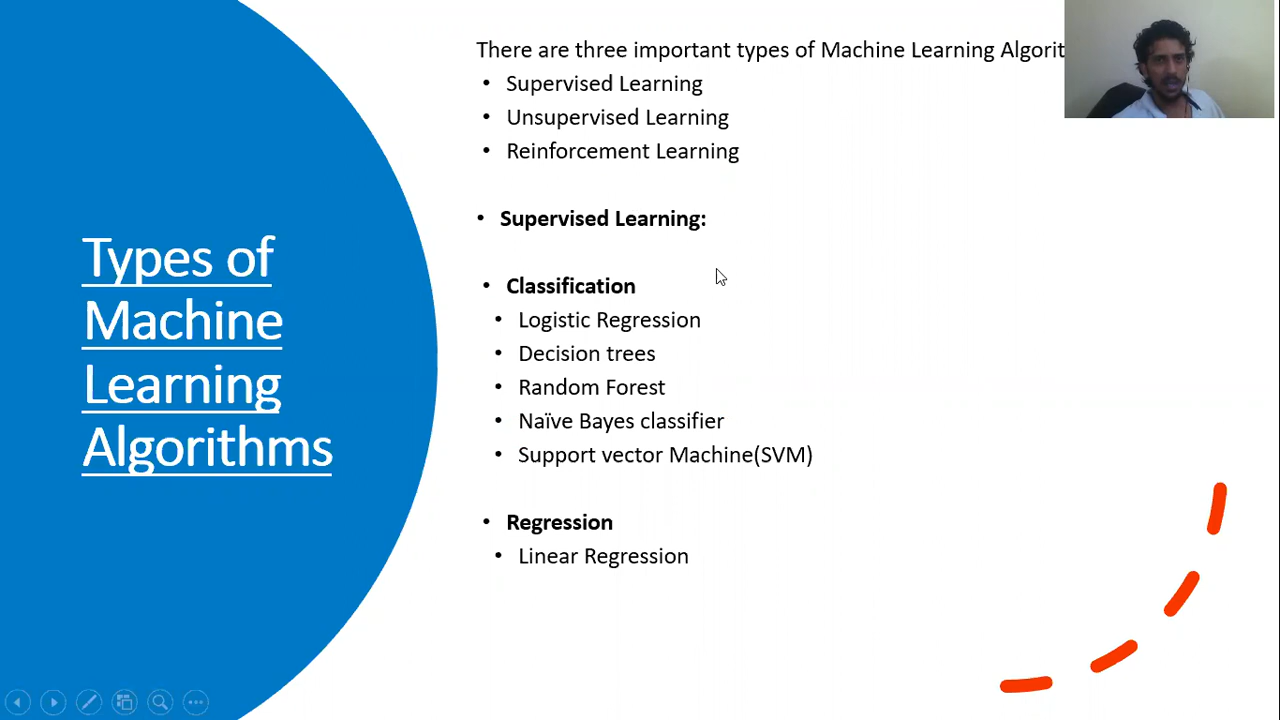 Types of
Machine
Learning
Algorithms
There are three important types of Machine Learning
• Supervised Learning
• Unsupervised Learning
• Reinforcement Learning
• Supervised Learning:
• Classification
• Logistic Regression
• Decision trees
• Random Forest
• Naïve Bayes classifier
• Support vector Machine(SVM)
• Regression
• Linear Regression